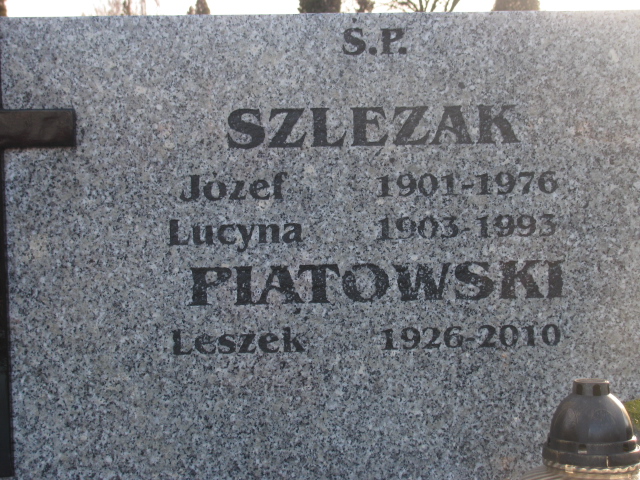 Ś.P.
SZLEZAK
Józef 1901-1976
Lucyna 1903-1993
PIATOWSKI
Leszek 1926-2010